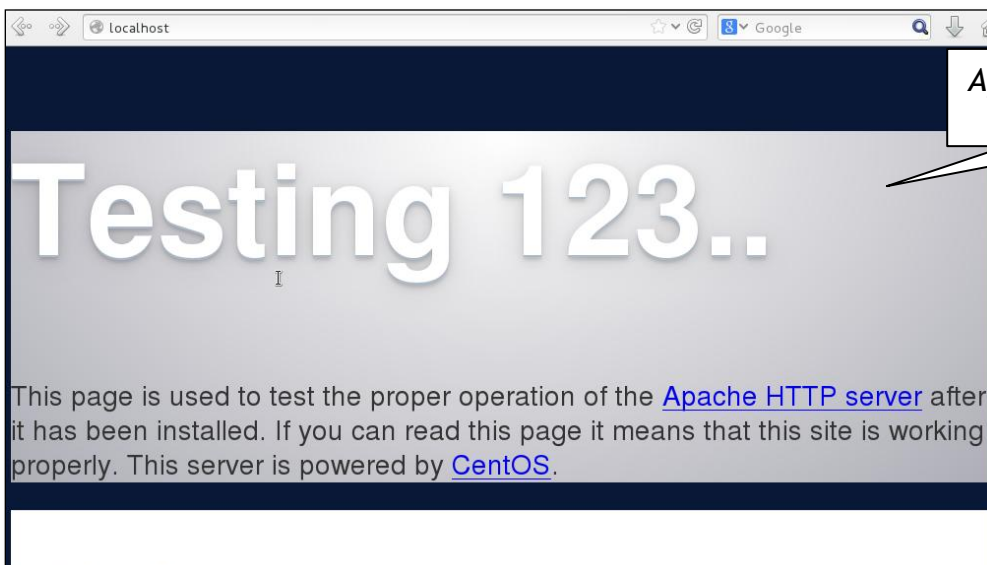 localhost
Google
A
Testing 123..
This page is used to test the proper operation of the Apache HTTP server after
it has been installed. If you can read this page it means that this site is working
properly. This server is powered by CentOS.